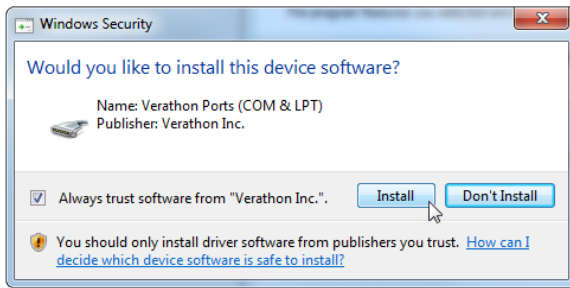 Windows Security
Would you like to install this device software?
Name: Verathon Ports (COM & LPT)
Publisher: Verathon Inc.
Always trust software from "Verathon Inc.".
Install
Don't Install
You should only install driver software from publishers you trust. How can I
decide which device software is safe to install?